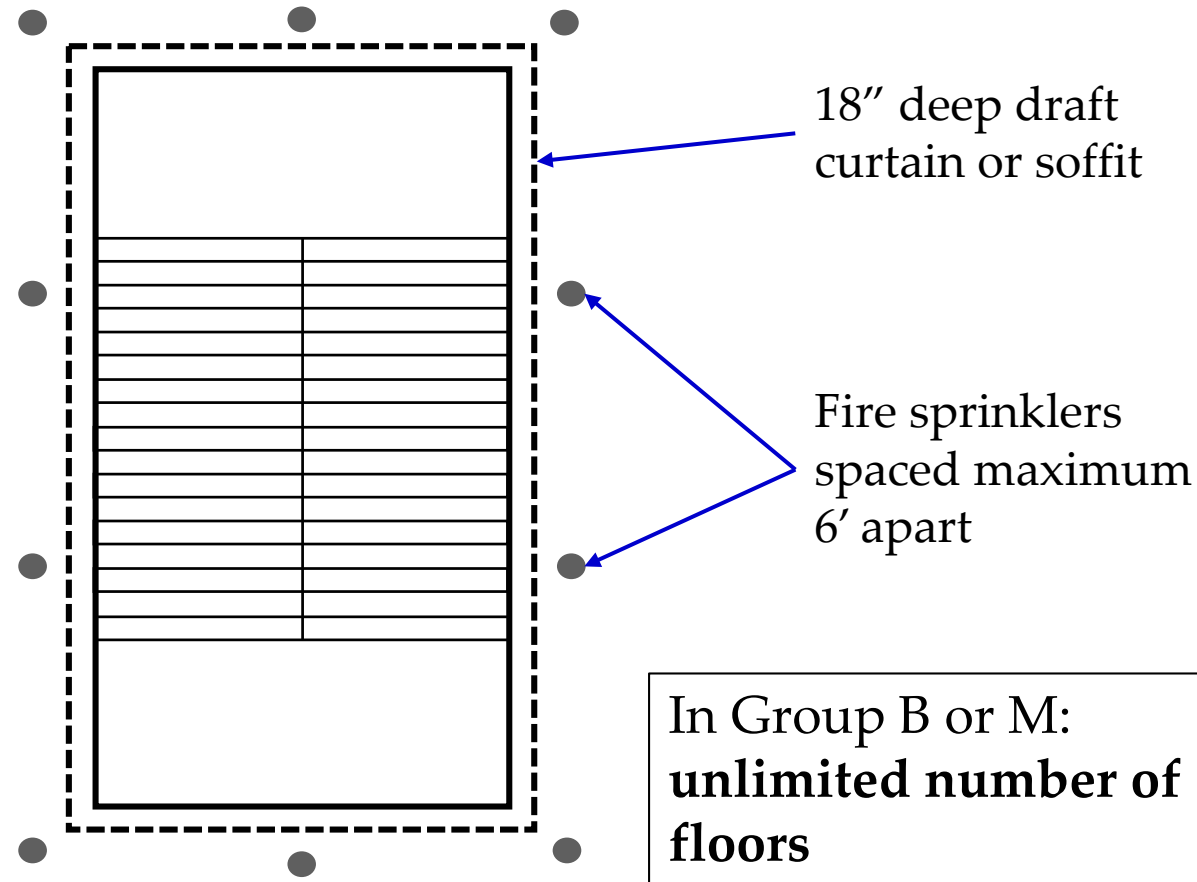 18” deep draft
curtain or soffit
Fire sprinklers
spaced maximum
6’ apart
In Group B or M:
unlimited number of
floors